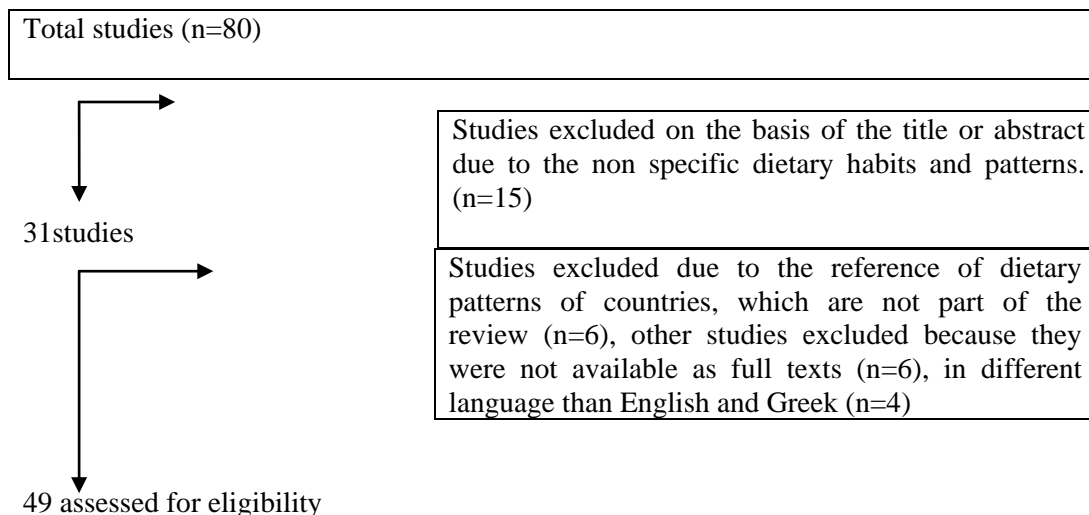 Total studies (n=80)
Studies excluded on the basis of the title or abstract
due to the non specific dietary habits and patterns.
(n=15)
31studies
Studies excluded due to the reference of dietary
patterns of countries, which are not part of the
review (n=6), other studies excluded because they
were not available as full texts (n=6), in different
language than English and Greek (n=4)
49 assessed for eligibility